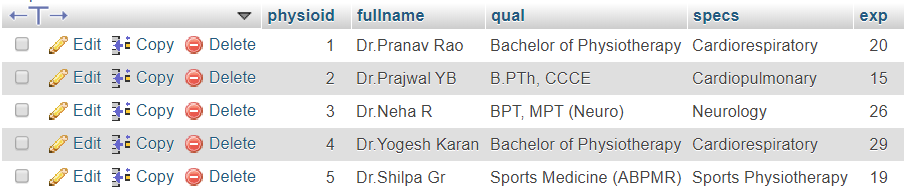 physioid fullname qual specs exp
Edit Copy Delete 1 Dr.Pranav Rao Bachelor of Physiotherapy Cardiorespiratory 20
Edit Copy Delete 2 Dr.Prajwal YB B.PTh, CCCE Cardiopulmonary 15
Edit Copy Delete 3 Dr.Neha R BPT, MPT (Neuro) Neurology 26
Edit Copy Delete 4 Dr.Yogesh Karan Bachelor of Physiotherapy Cardiorespiratory 29
Edit Copy Delete 5 Dr.Shilpa Gr Sports Medicine (ABPMR) Sports Physiotherapy 19